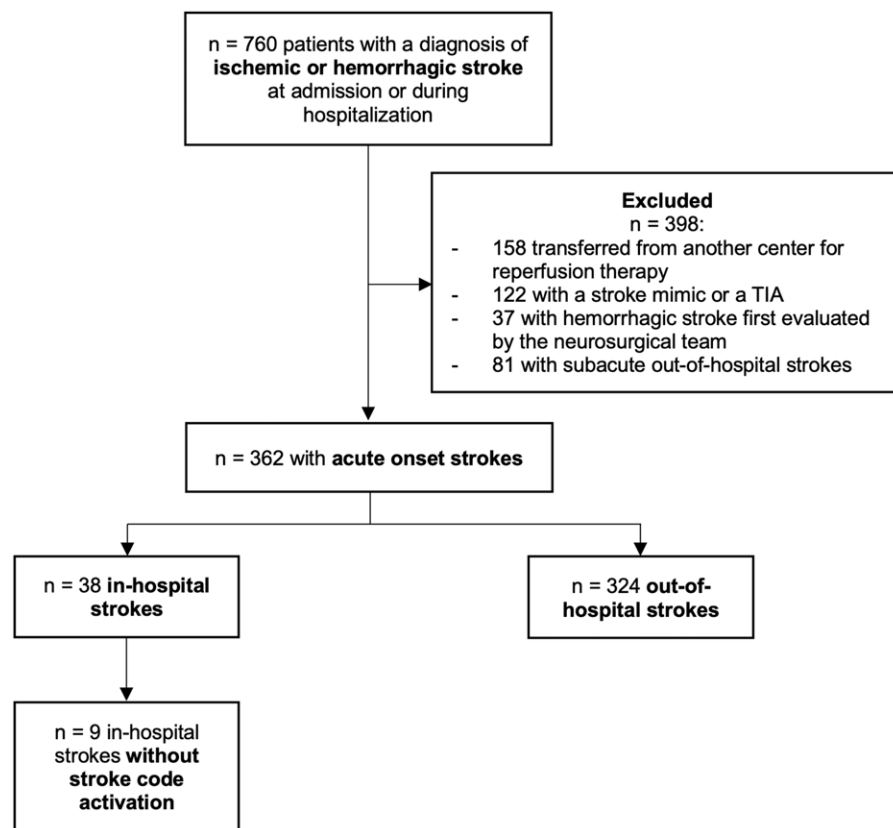 n = 760 patients with a diagnosis of
ischemic or hemorrhagic stroke
at admission or during
hospitalization
Excluded
n = 398:
- 158 transferred from another center for
reperfusion therapy
- 122 with a stroke mimic or a TIA
- 37 with hemorrhagic stroke first evaluated
by the neurosurgical team
- 81 with subacute out-of-hospital strokes
n = 362 with acute onset strokes
n = 38 in-hospital
strokes
n = 324 out-of-
hospital strokes
n = 9 in-hospital
strokes without
stroke code
activation